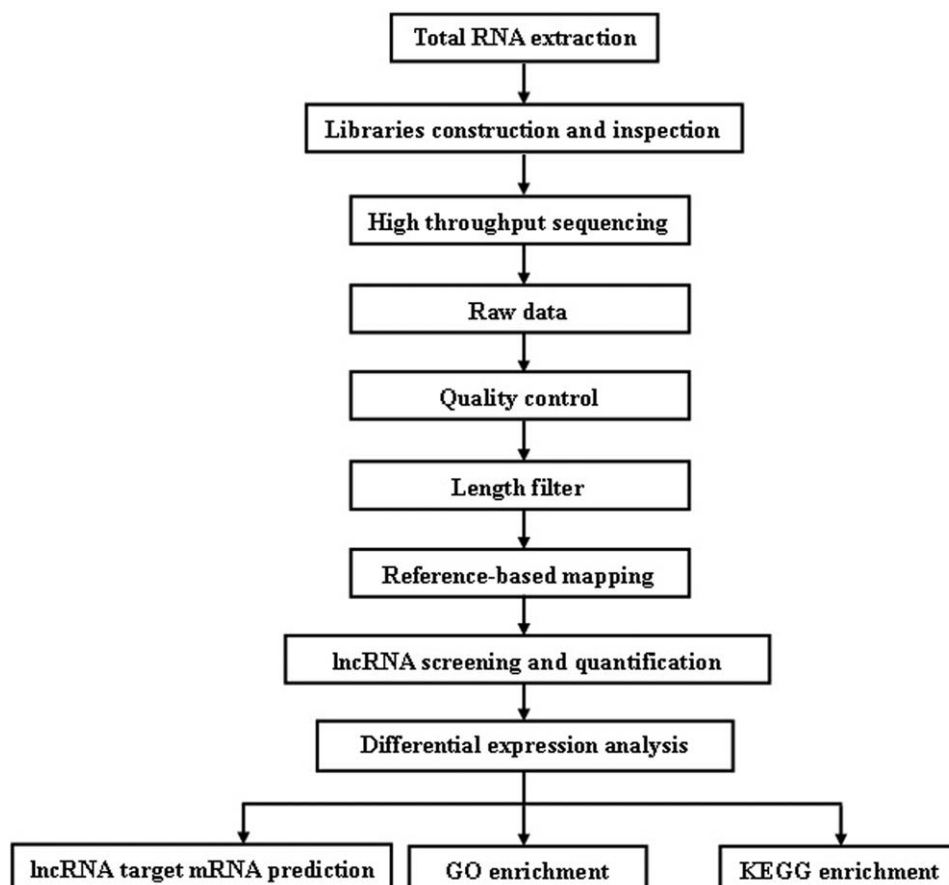 Total RNA extraction
Libraries construction and inspection
High throughput sequencing
Raw data
Quality control
Length filter
Reference-based mapping
lncRNA screening and quantification
Differential expression analysis
lncRNA target mRNA prediction
GO enrichment
KEGG enrichment